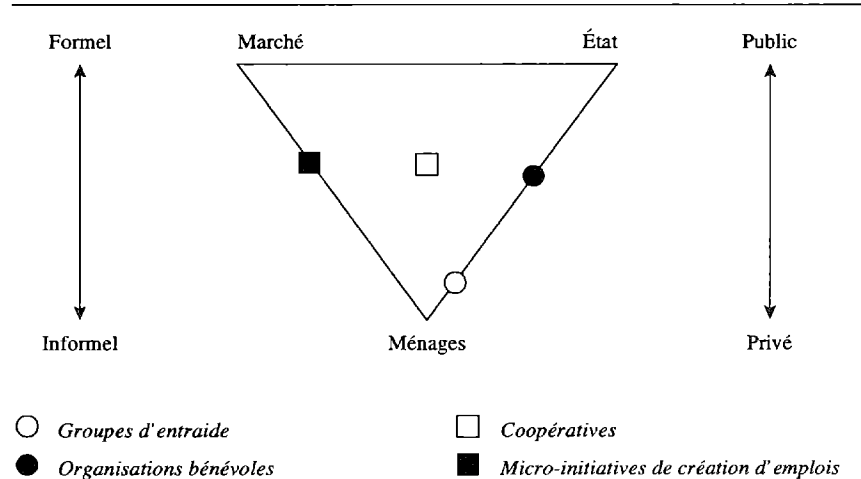 Formel Marché État Public
Informel Ménages Privé
Groupes d'entraide Coopératives
Organisations bénévoles Micro-initiatives de création d'emplois